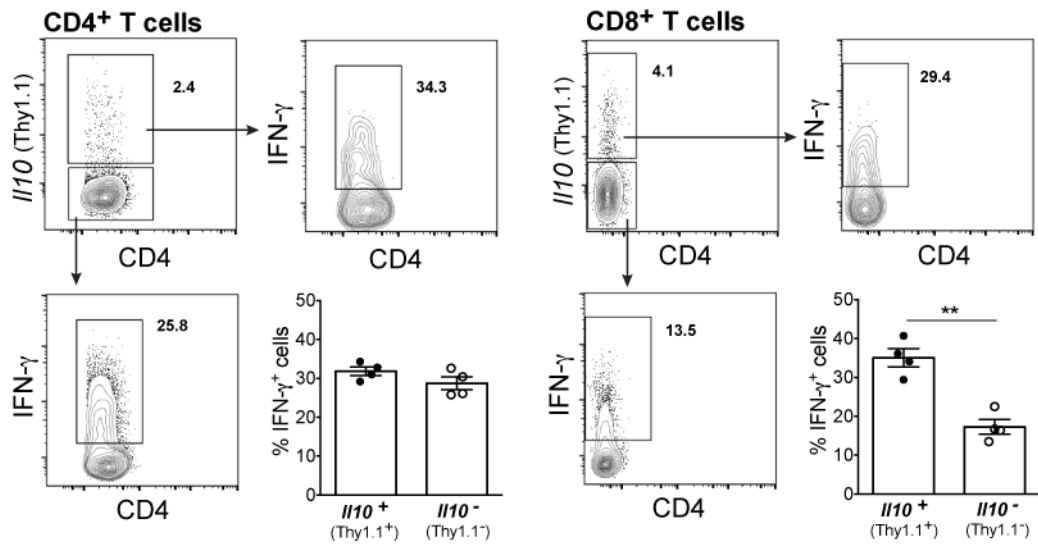 CD4⁺ T cells
Il10 (Thy1.1)
2.4
CD4
IFN-γ
34.3
CD4
IFN-γ
25.8
CD4
% IFN-γ⁺ cells
50
40
30
20
10
0
Il10 ⁺
(Thy1.1⁺)
Il10 ⁻
(Thy1.1⁻)
CD8⁺ T cells
Il10 (Thy1.1)
4.1
CD4
IFN-γ
29.4
CD4
IFN-γ
13.5
CD4
% IFN-γ⁺ cells
50
40
30
20
10
0
**
Il10 ⁺
(Thy1.1⁺)
Il10 ⁻
(Thy1.1⁻)